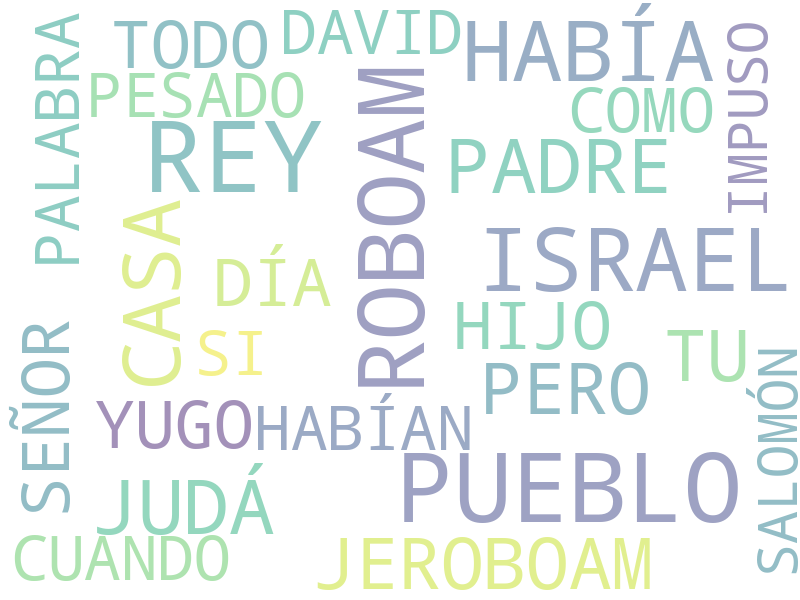 TODO
DAVID
HABÍA
PALABRA
PESADO
COMO
IMPUSO
REY
ROBOAM
PADRE
CASA
DÍA
ISRAEL
SI
HIJO
TU
PERO
SEÑOR
YUGO
HABÍAN
SALOMÓN
JUDÁ
PUEBLO
CUANDO
JEROBOAM